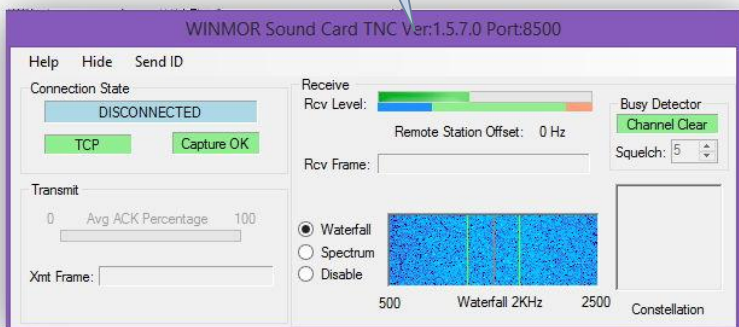 WINMOR Sound Card TNC Ver:1.5.7.0 Port:8500
Help Hide Send ID
Connection State
DISCONNECTED
TCP Capture OK
Transmit
0 Avg ACK Percentage 100
Xmt Frame:
Receive
Rcv Level:
Remote Station Offset: 0 Hz
Rcv Frame:
Waterfall
Spectrum
Disable
500 Waterfall 2KHz 2500
Busy Detector
Channel Clear
Squelch: 5
Constellation